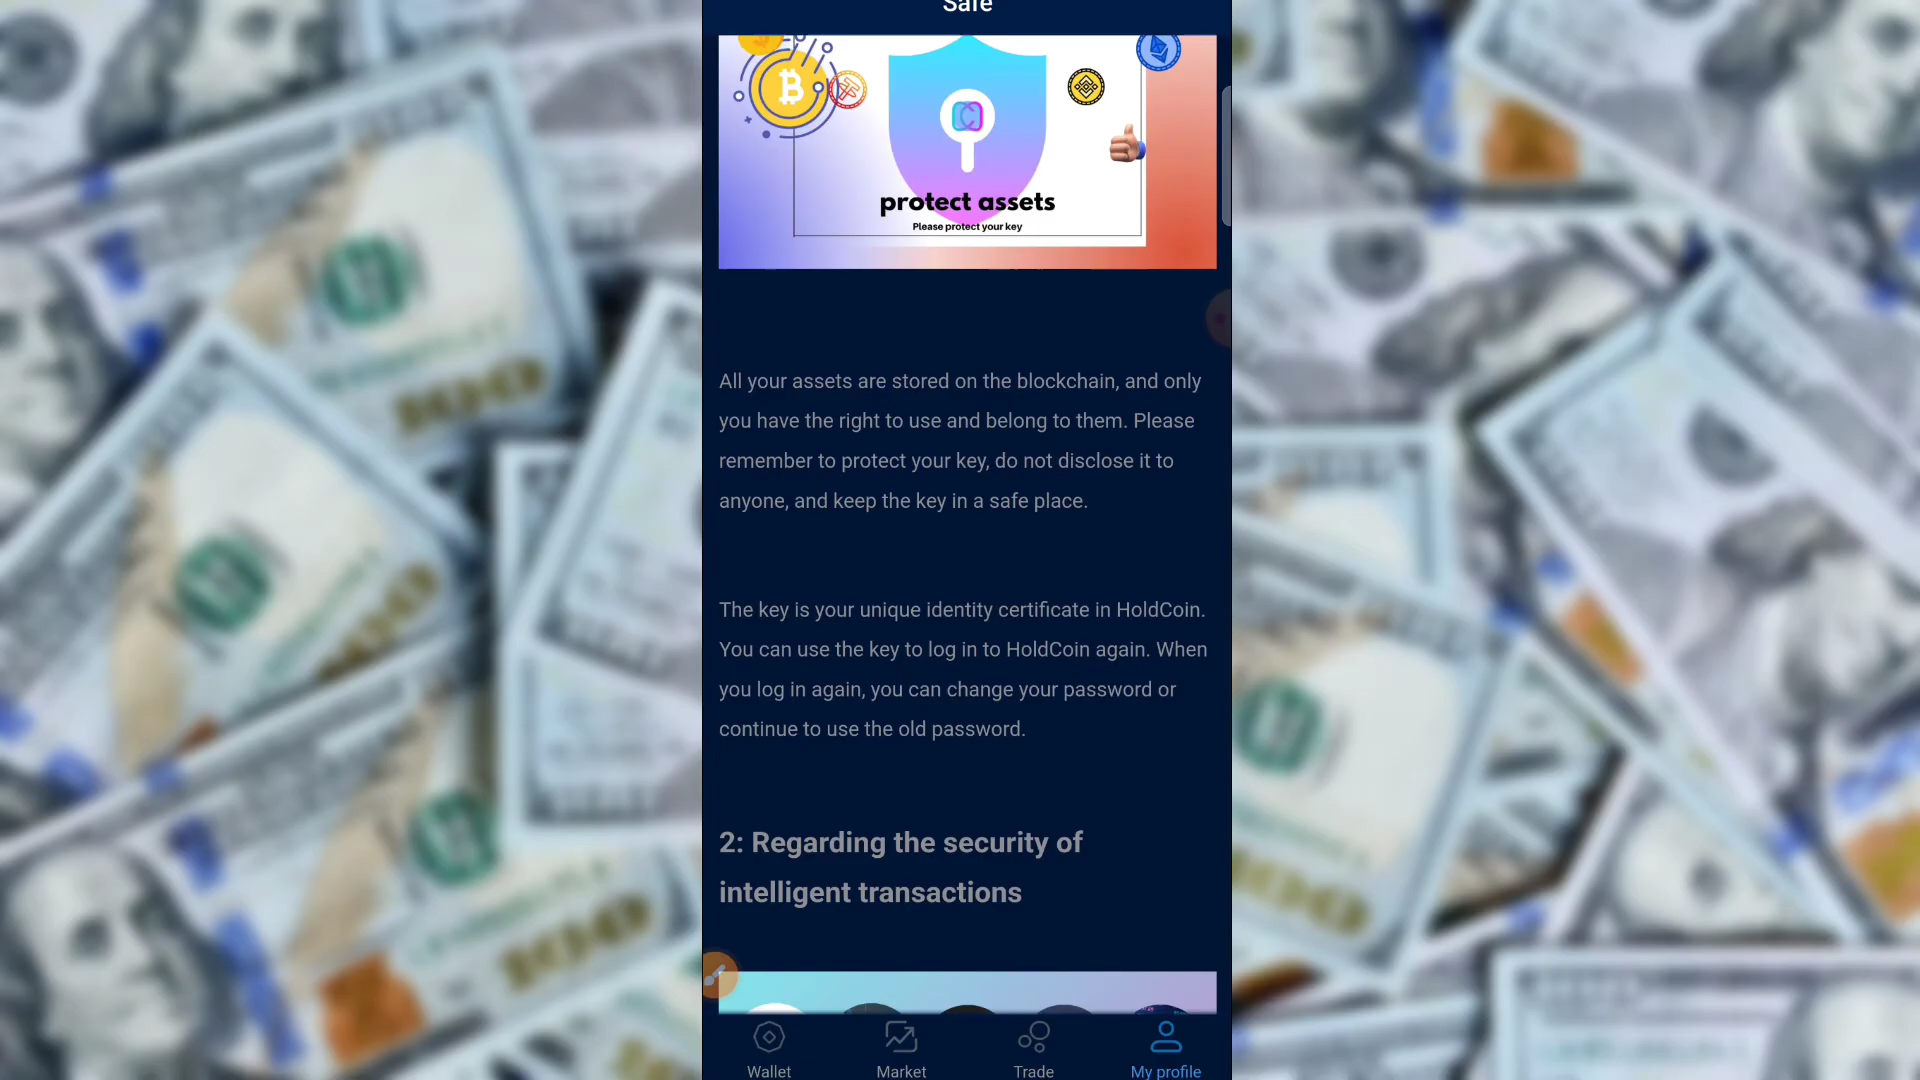 Safe
protect assets
Please protect your key
All your assets are stored on the blockchain, and only
you have the right to use and belong to them. Please
remember to protect your key, do not disclose it to
anyone, and keep the key in a safe place.
The key is your unique identity certificate in HoldCoin.
You can use the key to log in to HoldCoin again. When
you log in again, you can change your password or
continue to use the old password.
2: Regarding the security of
intelligent transactions
Wallet
Market
Trade
My profile